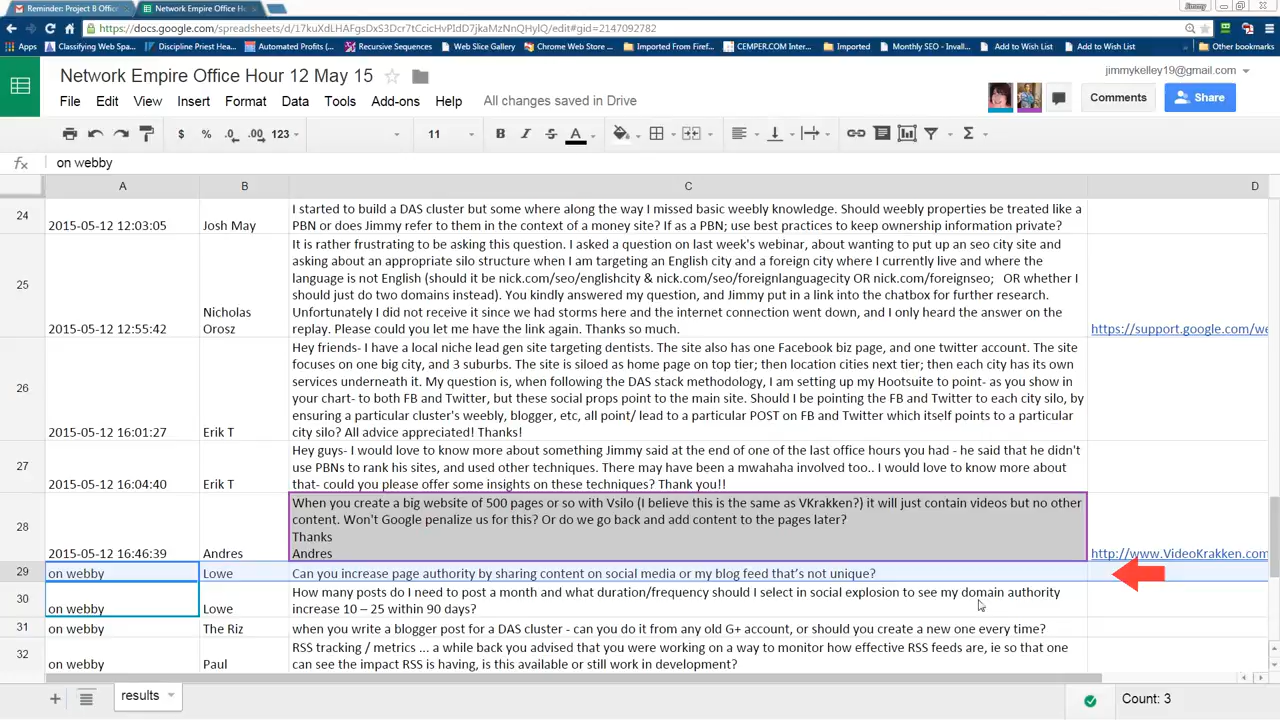 Reminder: Project B Office
Network Empire Office H
Jimmy
https://docs.google.com/spreadsheets/d/17kuXdLHAFgsDxS3Dcr7tCcicHvPIdD7jkaMzNnQHylQ/edit#gid=2147092782
Apps
Classifying Web Spa...
Discipline Priest Hea...
Automated Profits (...
Recursive Sequences
Web Slice Gallery
Chrome Web Store ...
Imported From Firef...
CEMPER.COM Inter...
Imported
Monthly SEO - Invall...
Add to Wish List
Add to Wish List
Other bookmarks
Network Empire Office Hour 12 May 15
jimmykelley19@gmail.com
File Edit View Insert Format Data Tools Add-ons Help All changes saved in Drive
Comments
Share
$ % .0 .00 123 11 B I S A Σ
fx on webby
A B C D
24 2015-05-12 12:03:05 Josh May
I started to build a DAS cluster but some where along the way I missed basic weebly knowledge. Should weebly properties be treated like a
PBN or does Jimmy refer to them in the context of a money site? If as a PBN; use best practices to keep ownership information private?
25 2015-05-12 12:55:42 Nicholas
Orosz
It is rather frustrating to be asking this question. I asked a question on last week's webinar, about wanting to put up an seo city site and
asking about an appropriate silo structure when I am targeting an English city and a foreign city where I currently live and where the
language is not English (should it be nick.com/seo/englishcity & nick.com/seo/foreignlanguagecity OR nick.com/foreignseo; OR whether I
should just do two domains instead). You kindly answered my question, and Jimmy put in a link into the chatbox for further research.
Unfortunately I did not receive it since we had storms here and the internet connection went down, and I only heard the answer on the
replay. Please could you let me have the link again. Thanks so much.
https://support.google.com/we
26 2015-05-12 16:01:27 Erik T
Hey friends- I have a local niche lead gen site targeting dentists. The site also has one Facebook biz page, and one twitter account. The site
focuses on one big city, and 3 suburbs. The site is siloed as home page on top tier; then location cities next tier; then each city has its own
services underneath it. My question is, when following the DAS stack methodology, I am setting up my Hootsuite to point- as you show in
your chart- to both FB and Twitter, but these social props point to the main site. Should I be pointing the FB and Twitter to each city silo, by
ensuring a particular cluster's weebly, blogger, etc, all point/ lead to a particular POST on FB and Twitter which itself points to a particular
city silo? All advice appreciated! Thanks!
27 2015-05-12 16:04:40 Erik T
Hey guys- I would love to know more about something Jimmy said at the end of one of the last office hours you had - he said that he didn't
use PBNs to rank his sites, and used other techniques. There may have been a mwahaha involved too.. I would love to know more about
that- could you please offer some insights on these techniques? Thank you!!
28 2015-05-12 16:46:39 Andres
When you create a big website of 500 pages or so with Vsilo (I believe this is the same as VKrakken?) it will just contain videos but no other
content. Won't Google penalize us for this? Or do we go back and add content to the pages later?
Thanks
Andres
http://www.VideoKrakken.com
29 on webby Lowe Can you increase page authority by sharing content on social media or my blog feed that's not unique?
30 on webby Lowe
How many posts do I need to post a month and what duration/frequency should I select in social explosion to see my domain authority
increase 10 – 25 within 90 days?
31 on webby The Riz when you write a blogger post for a DAS cluster - can you do it from any old G+ account, or should you create a new one every time?
32 on webby Paul
RSS tracking / metrics ... a while back you advised that you were working on a way to monitor how effective RSS feeds are, ie so that one
can see the impact RSS is having, is this available or still work in development?
results
Count: 3